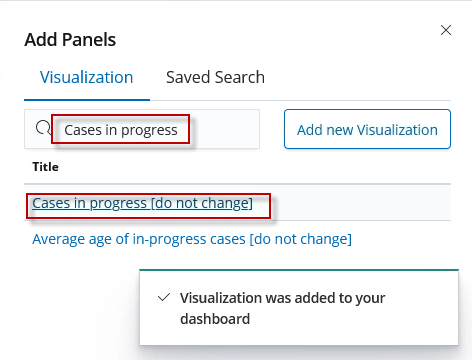 Add Panels
Visualization Saved Search
Cases in progress Add new Visualization
Title
Cases in progress [do not change]
Average age of in-progress cases [do not change]
Visualization was added to your
dashboard